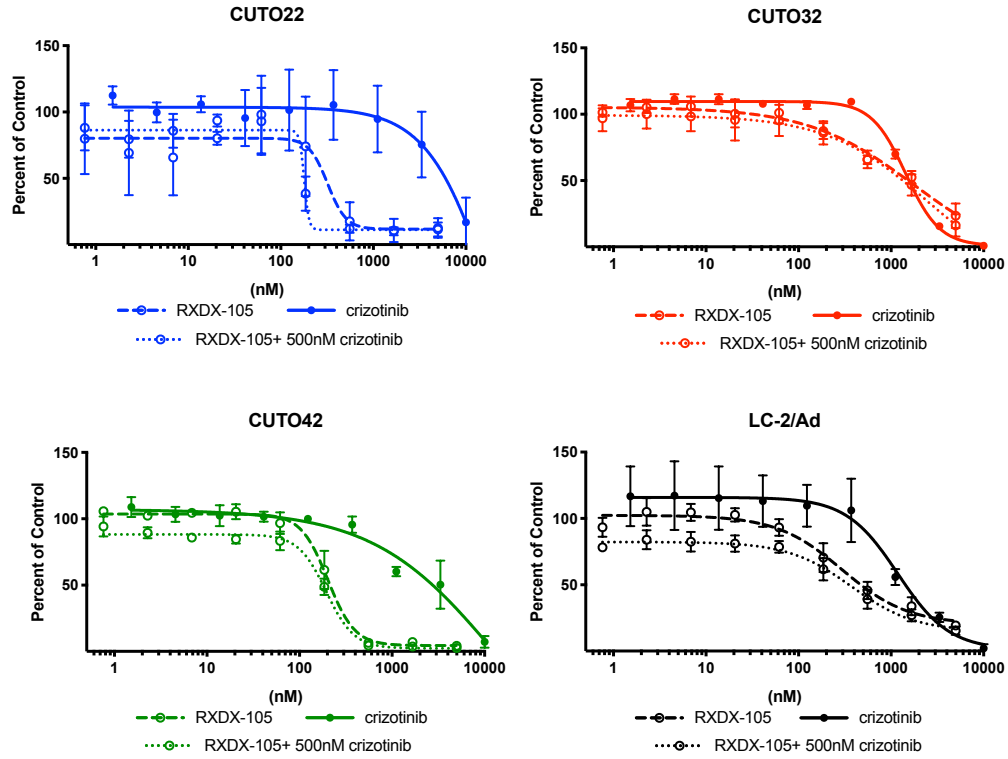 CUTO22
Percent of Control
150
100
50
1
10
100
1000
10000
(nM)
RXDX-105
crizotinib
RXDX-105+ 500nM crizotinib
CUTO32
Percent of Control
150
100
50
1
10
100
1000
10000
(nM)
RXDX-105
crizotinib
RXDX-105+ 500nM crizotinib
CUTO42
Percent of Control
150
100
50
1
10
100
1000
10000
(nM)
RXDX-105
crizotinib
RXDX-105+ 500nM crizotinib
LC-2/Ad
Percent of Control
150
100
50
1
10
100
1000
10000
(nM)
RXDX-105
crizotinib
RXDX-105+ 500nM crizotinib